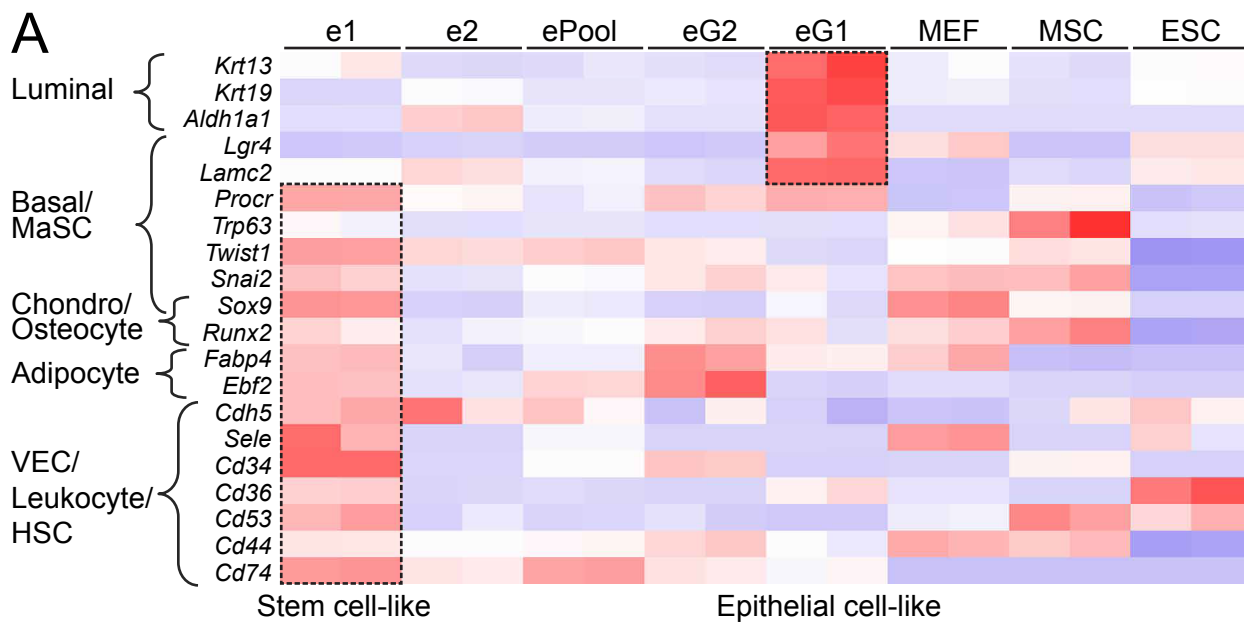 A
e1 e2 ePool eG2 eG1 MEF MSC ESC
Luminal
Krt13
Krt19
Aldh1a1
Basal/
MaSC
Lgr4
Lamc2
Procr
Trp63
Twist1
Snai2
Chondro/
Osteocyte
Sox9
Runx2
Adipocyte
Fabp4
Ebf2
VEC/
Leukocyte/
HSC
Cdh5
Sele
Cd34
Cd36
Cd53
Cd44
Cd74
Stem cell-like Epithelial cell-like